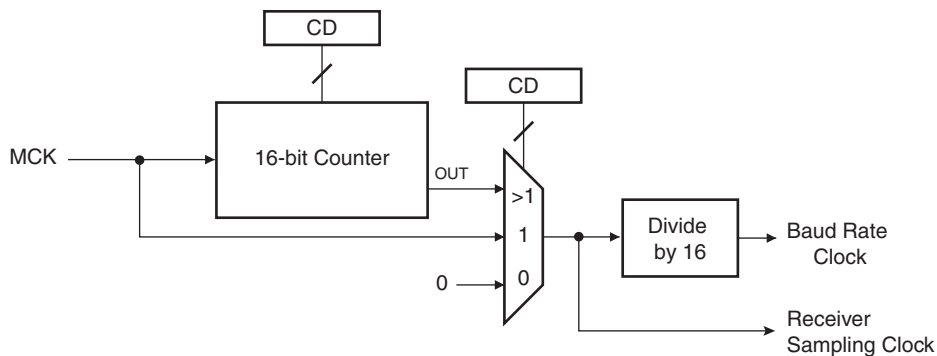 CD
CD
MCK
16-bit Counter
OUT
>1
1
0
0
Divide
by 16
Baud Rate
Clock
Receiver
Sampling Clock